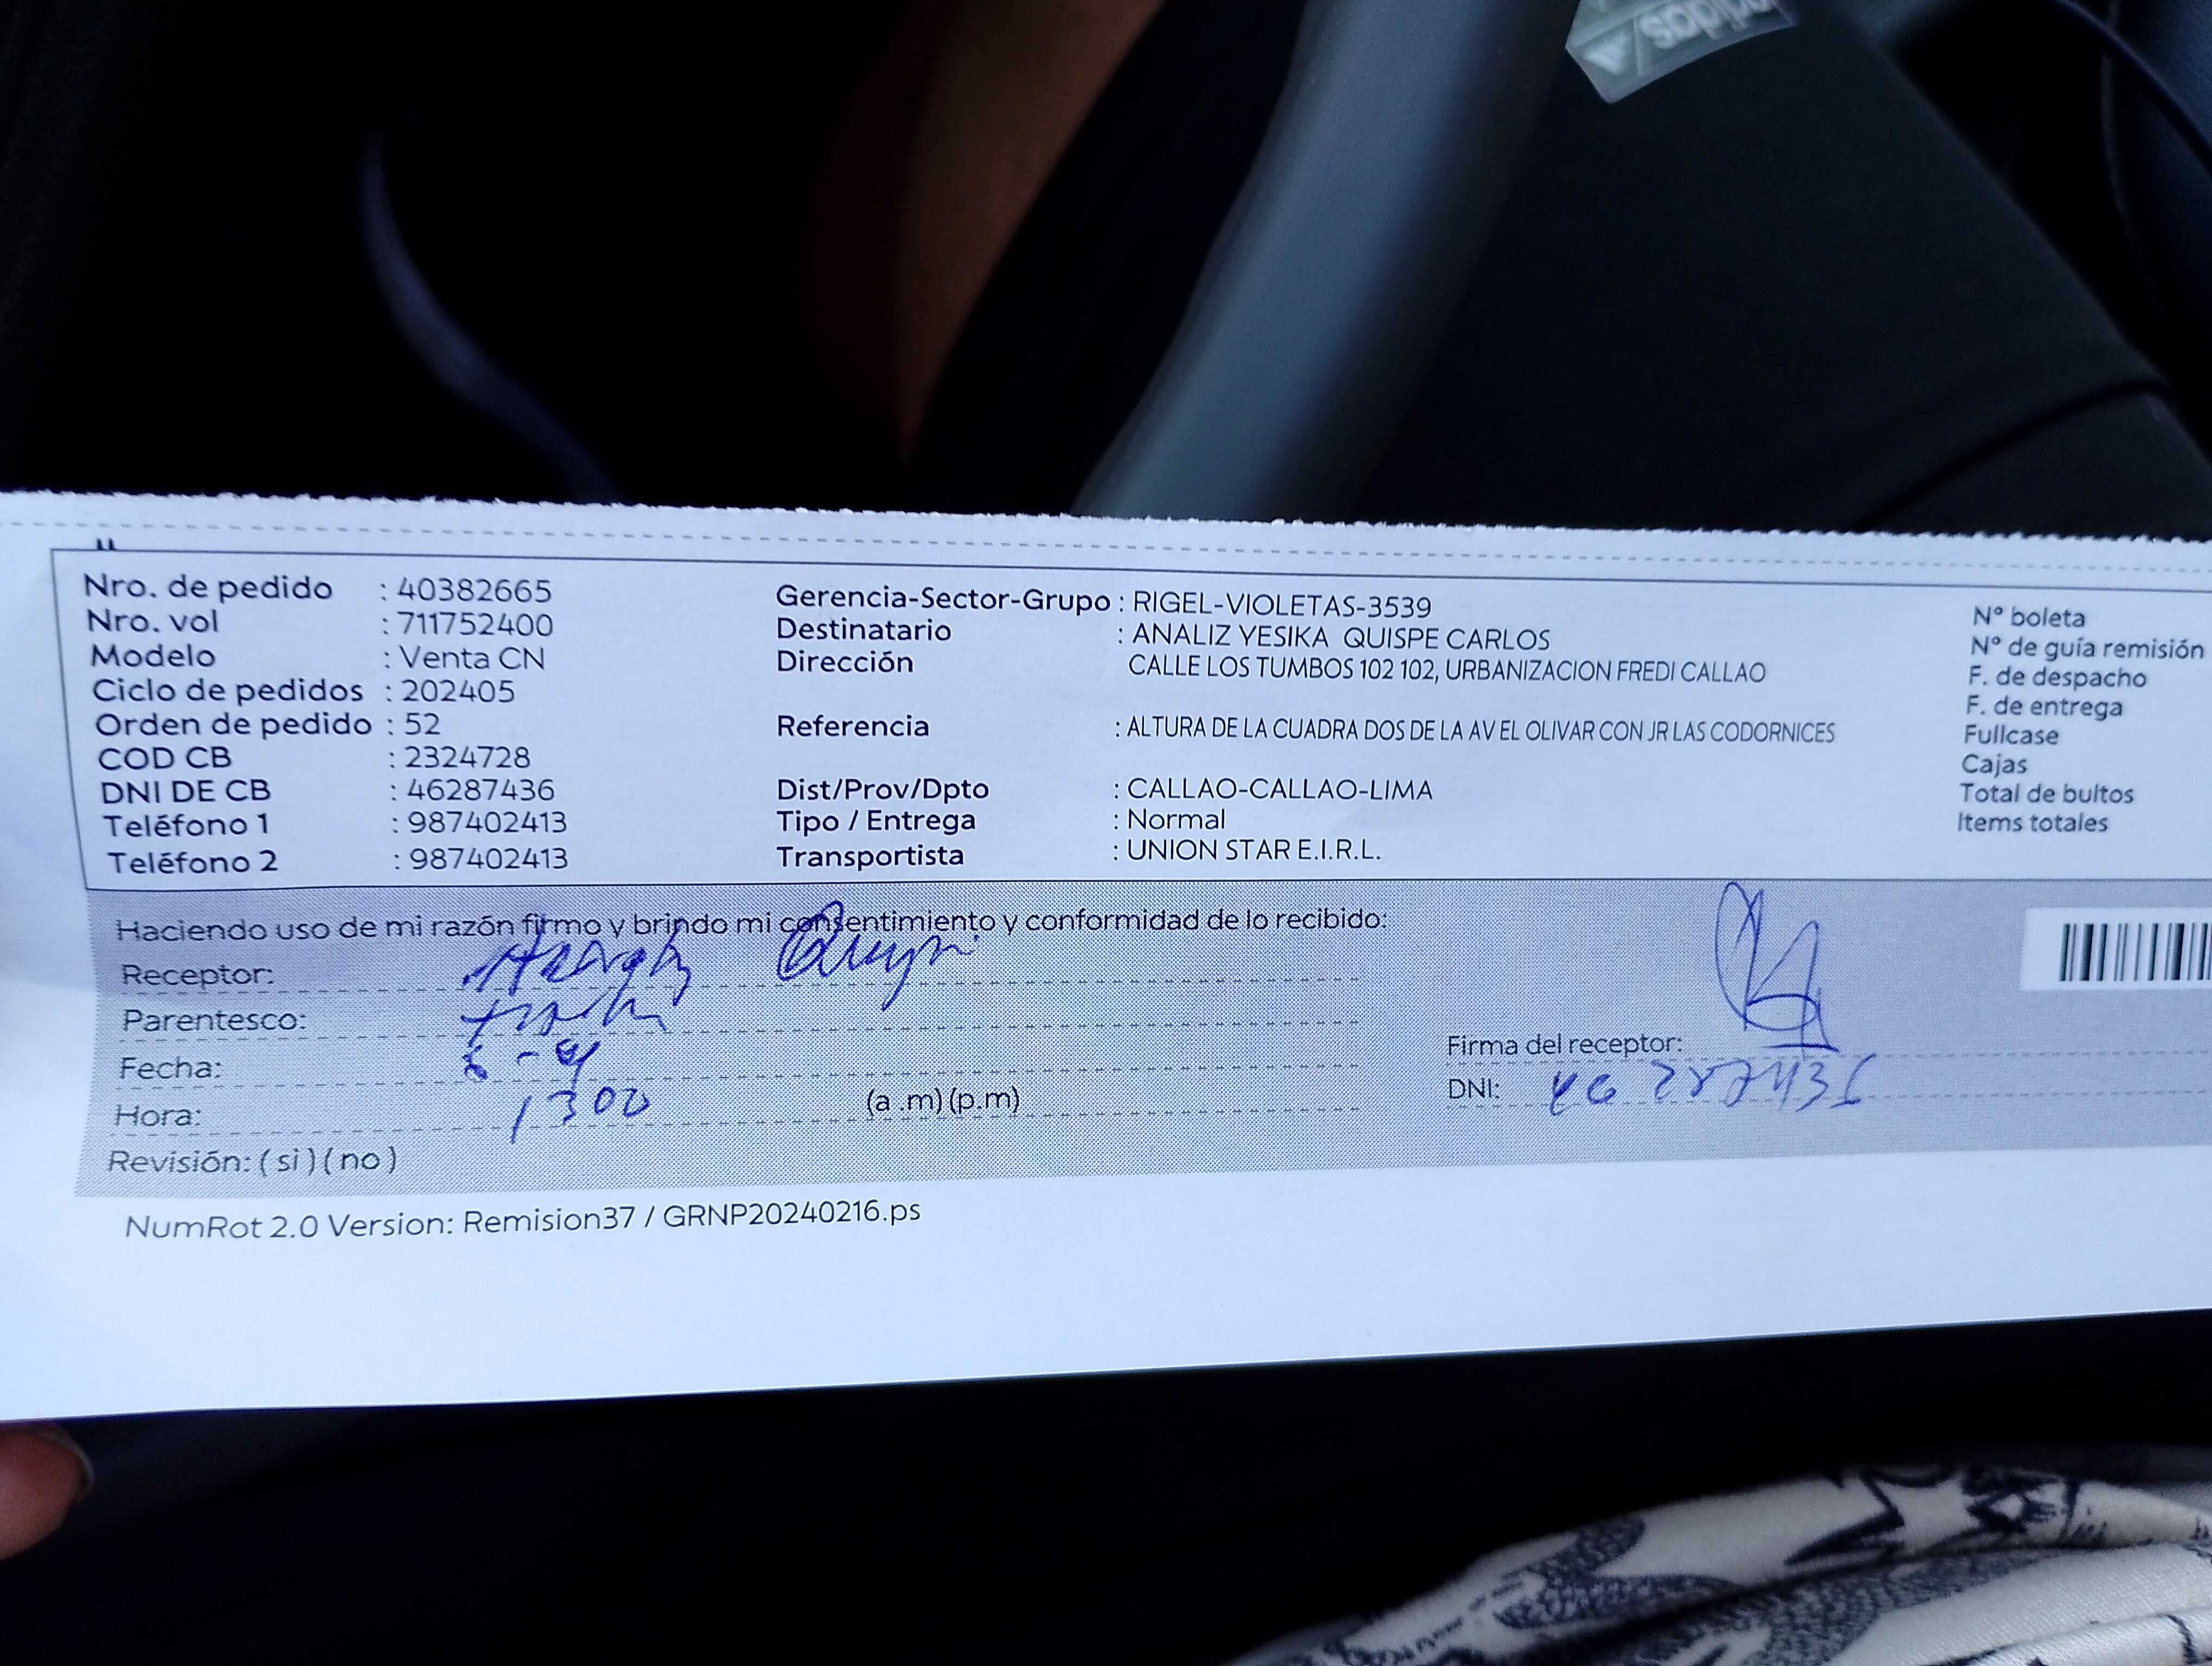 adidas
Nro. de pedido : 40382665
Nro. vol : 711752400
Modelo : Venta CN
Ciclo de pedidos : 202405
Orden de pedido : 52
COD CB : 2324728
DNI DE CB : 46287436
Teléfono 1 : 987402413
Teléfono 2 : 987402413
Gerencia-Sector-Grupo : RIGEL-VIOLETAS-3539
Destinatario : ANALIZ YESIKA QUISPE CARLOS
Dirección CALLE LOS TUMBOS 102 102, URBANIZACION FREDI CALLAO
Referencia : ALTURA DE LA CUADRA DOS DE LA AV EL OLIVAR CON JR LAS CODORNICES
Dist/Prov/Dpto : CALLAO-CALLAO-LIMA
Tipo / Entrega : Normal
Transportista : UNION STAR E.I.R.L.
N° boleta
N° de guía remisión
F. de despacho
F. de entrega
Fullcase
Cajas
Total de bultos
Items totales
Haciendo uso de mi razón firmo y brindo mi consentimiento y conformidad de lo recibido:
Receptor:
Parentesco:
Fecha:
Hora: 1300 (a .m) (p.m)
Revisión: ( si ) ( no )
Firma del receptor:
DNI:
NumRot 2.0 Version: Remision37 / GRNP20240216.ps